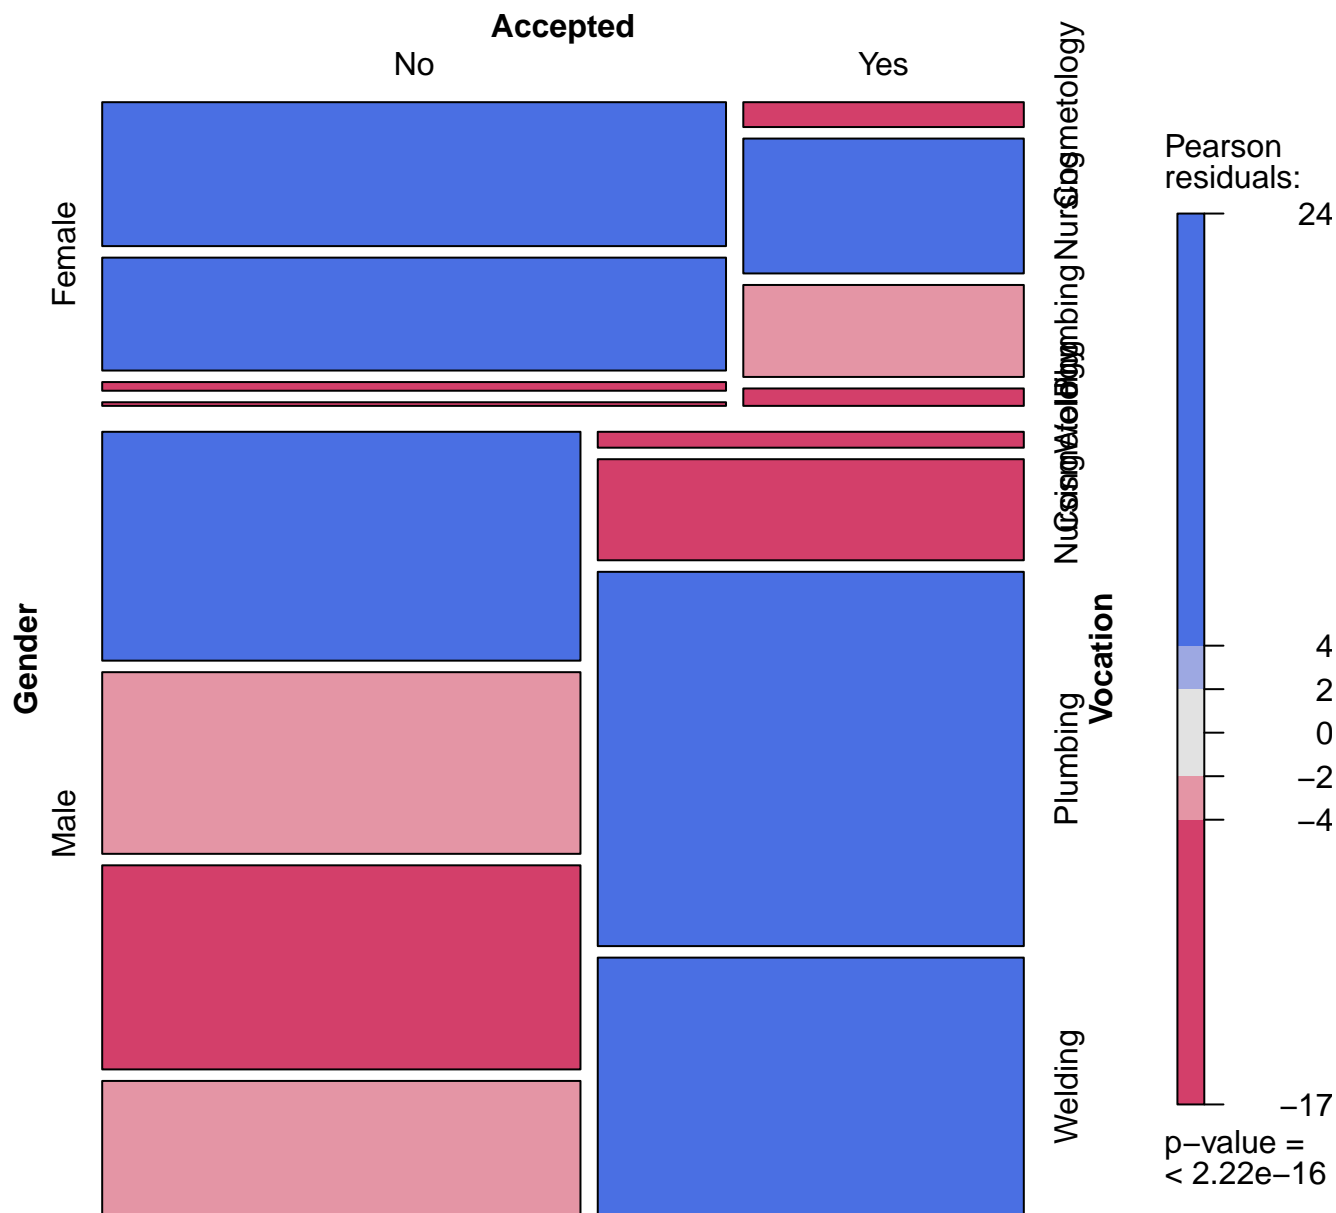 Accepted
No
Yes
Gender
Female
Male
Cosmetology
Nursing
Plumbing
Welding
Cosmetology
Nursing
Plumbing
Welding
Vocation
Pearson
residuals:
24
4
2
0
−2
−4
−17
p−value =
< 2.22e−16